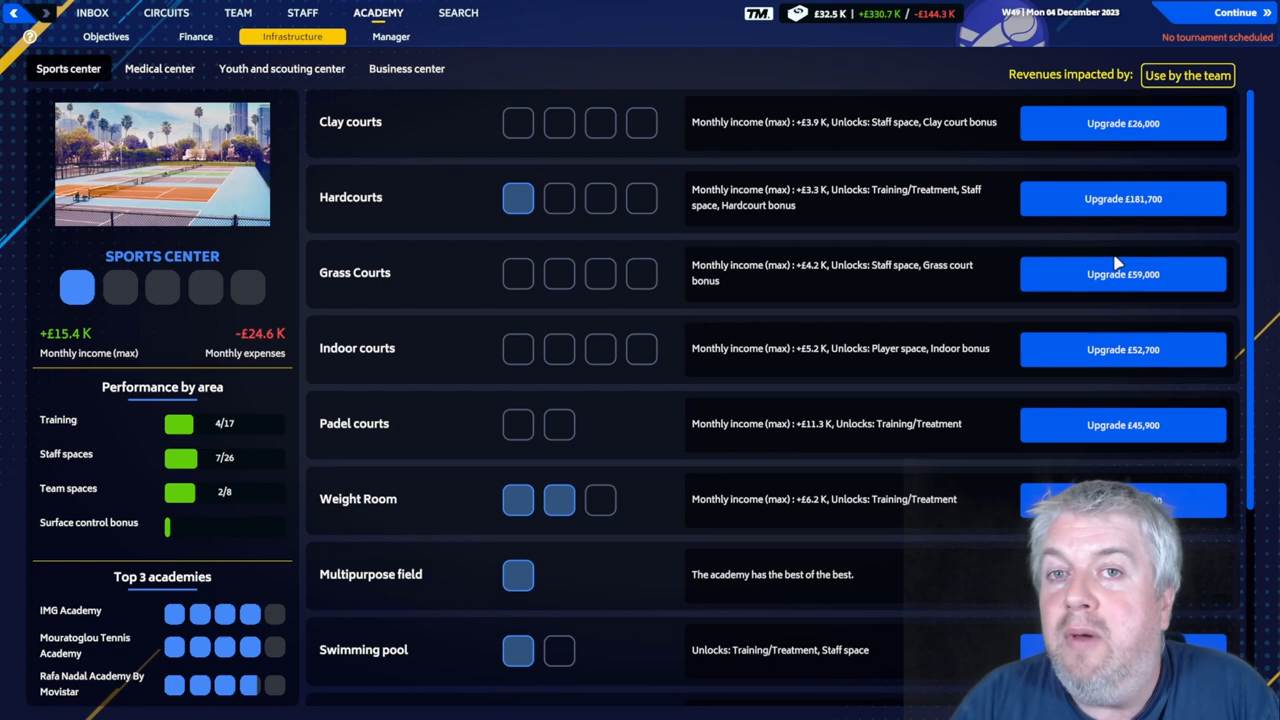 INBOX CIRCUITS TEAM STAFF ACADEMY SEARCH
TM. £32.5 K | +£330.7 K / -£144.3 K W49 | Mon 04 December 2023 Continue
Objectives Finance Infrastructure Manager No tournament scheduled
Sports center Medical center Youth and scouting center Business center
Revenues impacted by: Use by the team
SPORTS CENTER
+£15.4 K -£24.6 K
Monthly income (max) Monthly expenses
Performance by area
Training 4/17
Staff spaces 7/26
Team spaces 2/8
Surface control bonus
Top 3 academies
IMG Academy
Mouratoglou Tennis
Academy
Rafa Nadal Academy By
Movistar
Clay courts Monthly income (max) : +£3.9 K, Unlocks: Staff space, Clay court bonus Upgrade £26,000
Hardcourts Monthly income (max) : +£3.3 K, Unlocks: Training/Treatment, Staff
space, Hardcourt bonus Upgrade £181,700
Grass Courts Monthly income (max) : +£4.2 K, Unlocks: Staff space, Grass court
bonus Upgrade £59,000
Indoor courts Monthly income (max) : +£5.2 K, Unlocks: Player space, Indoor bonus Upgrade £52,700
Padel courts Monthly income (max) : +£11.3 K, Unlocks: Training/Treatment Upgrade £45,900
Weight Room Monthly income (max) : +£6.2 K, Unlocks: Training/Treatment
Multipurpose field The academy has the best of the best.
Swimming pool Unlocks: Training/Treatment, Staff space